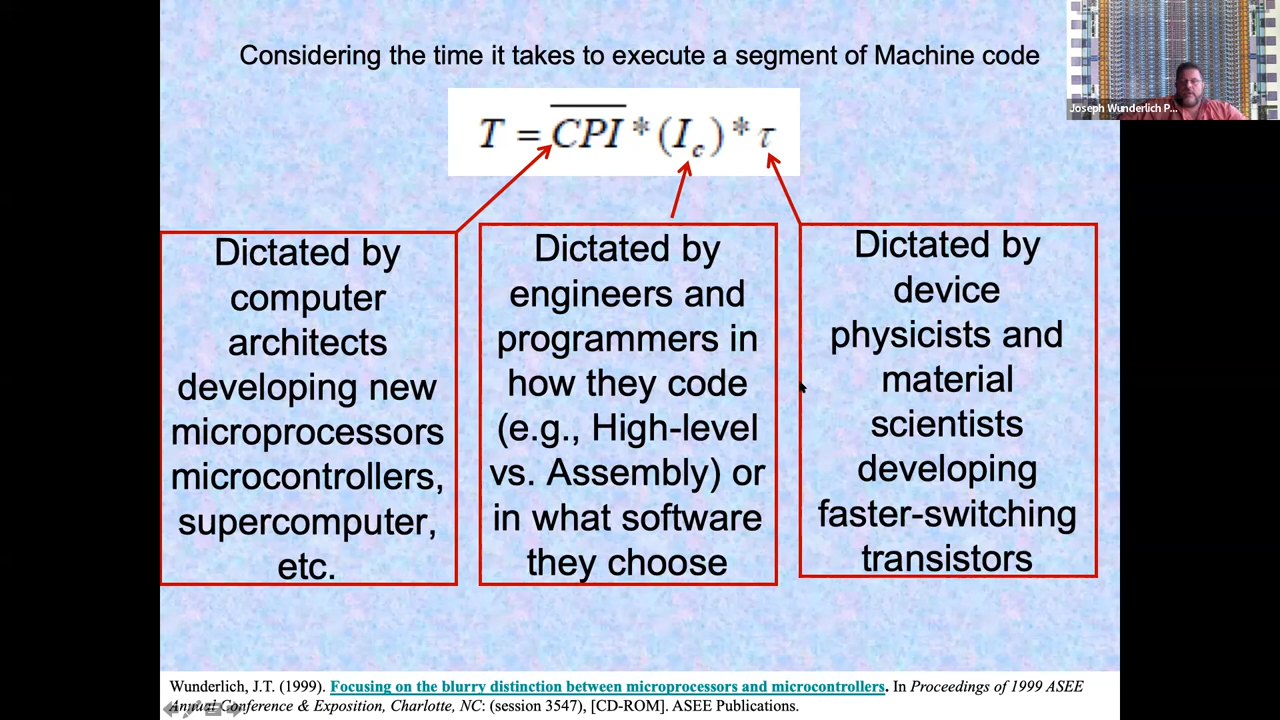 Considering the time it takes to execute a segment of Machine code
Joseph Wunderlich P...
T = C̅P̅I̅ * (I_c) * τ
Dictated by
computer
architects
developing new
microprocessors
microcontrollers,
supercomputer,
etc.
Dictated by
engineers and
programmers in
how they code
(e.g., High-level
vs. Assembly) or
in what software
they choose
Dictated by
device
physicists and
material
scientists
developing
faster-switching
transistors
Wunderlich, J.T. (1999). Focusing on the blurry distinction between microprocessors and microcontrollers. In Proceedings of 1999 ASEE
Annual Conference & Exposition, Charlotte, NC: (session 3547), [CD-ROM]. ASEE Publications.